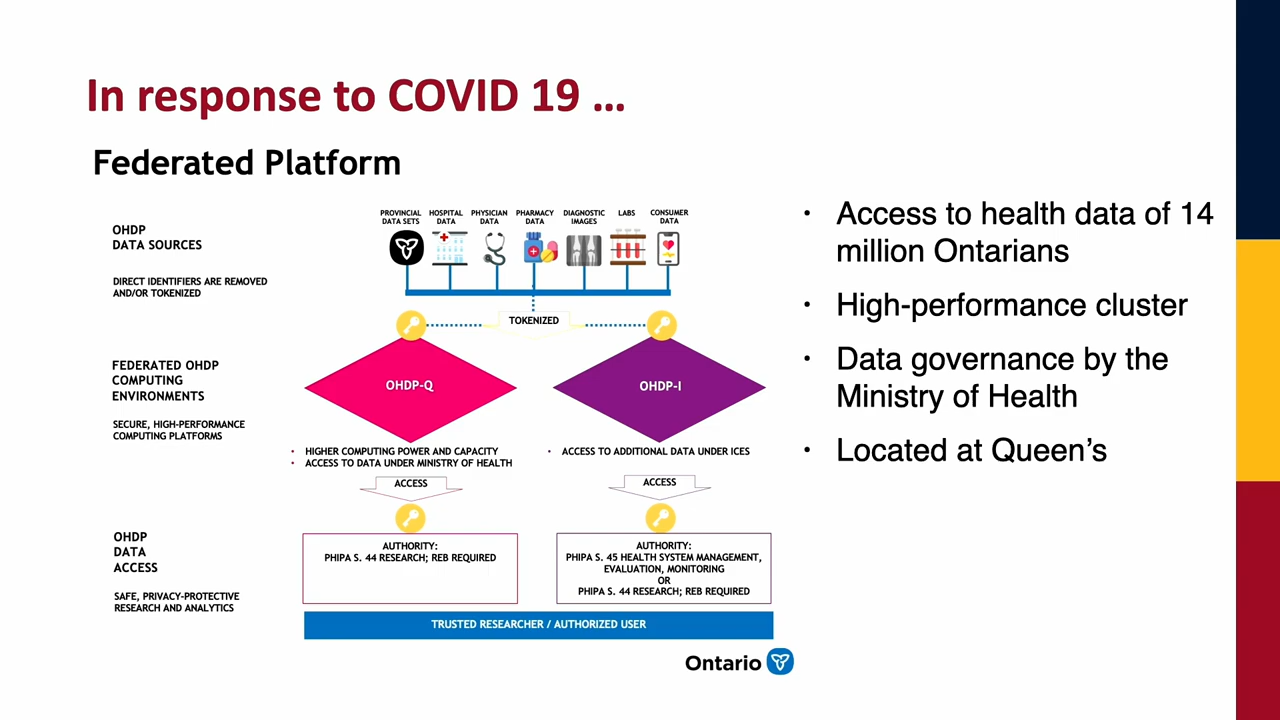 In response to COVID 19 ...
Federated Platform
OHDP
DATA SOURCES
DIRECT IDENTIFIERS ARE REMOVED
AND/OR TOKENIZED
PROVINCIAL
DATA SETS
HOSPITAL
DATA
PHYSICIAN
DATA
PHARMACY
DATA
DIAGNOSTIC
IMAGES
LABS
CONSUMER
DATA
TOKENIZED
FEDERATED OHDP
COMPUTING
ENVIRONMENTS
SECURE, HIGH-PERFORMANCE
COMPUTING PLATFORMS
OHDP-Q
OHDP-I
• HIGHER COMPUTING POWER AND CAPACITY
• ACCESS TO DATA UNDER MINISTRY OF HEALTH
• ACCESS TO ADDITIONAL DATA UNDER ICES
ACCESS
ACCESS
OHDP
DATA
ACCESS
SAFE, PRIVACY-PROTECTIVE
RESEARCH AND ANALYTICS
AUTHORITY:
PHIPA S. 44 RESEARCH; REB REQUIRED
AUTHORITY:
PHIPA S. 45 HEALTH SYSTEM MANAGEMENT,
EVALUATION, MONITORING
OR
PHIPA S. 44 RESEARCH; REB REQUIRED
TRUSTED RESEARCHER / AUTHORIZED USER
Ontario
• Access to health data of 14
million Ontarians
• High-performance cluster
• Data governance by the
Ministry of Health
• Located at Queen's